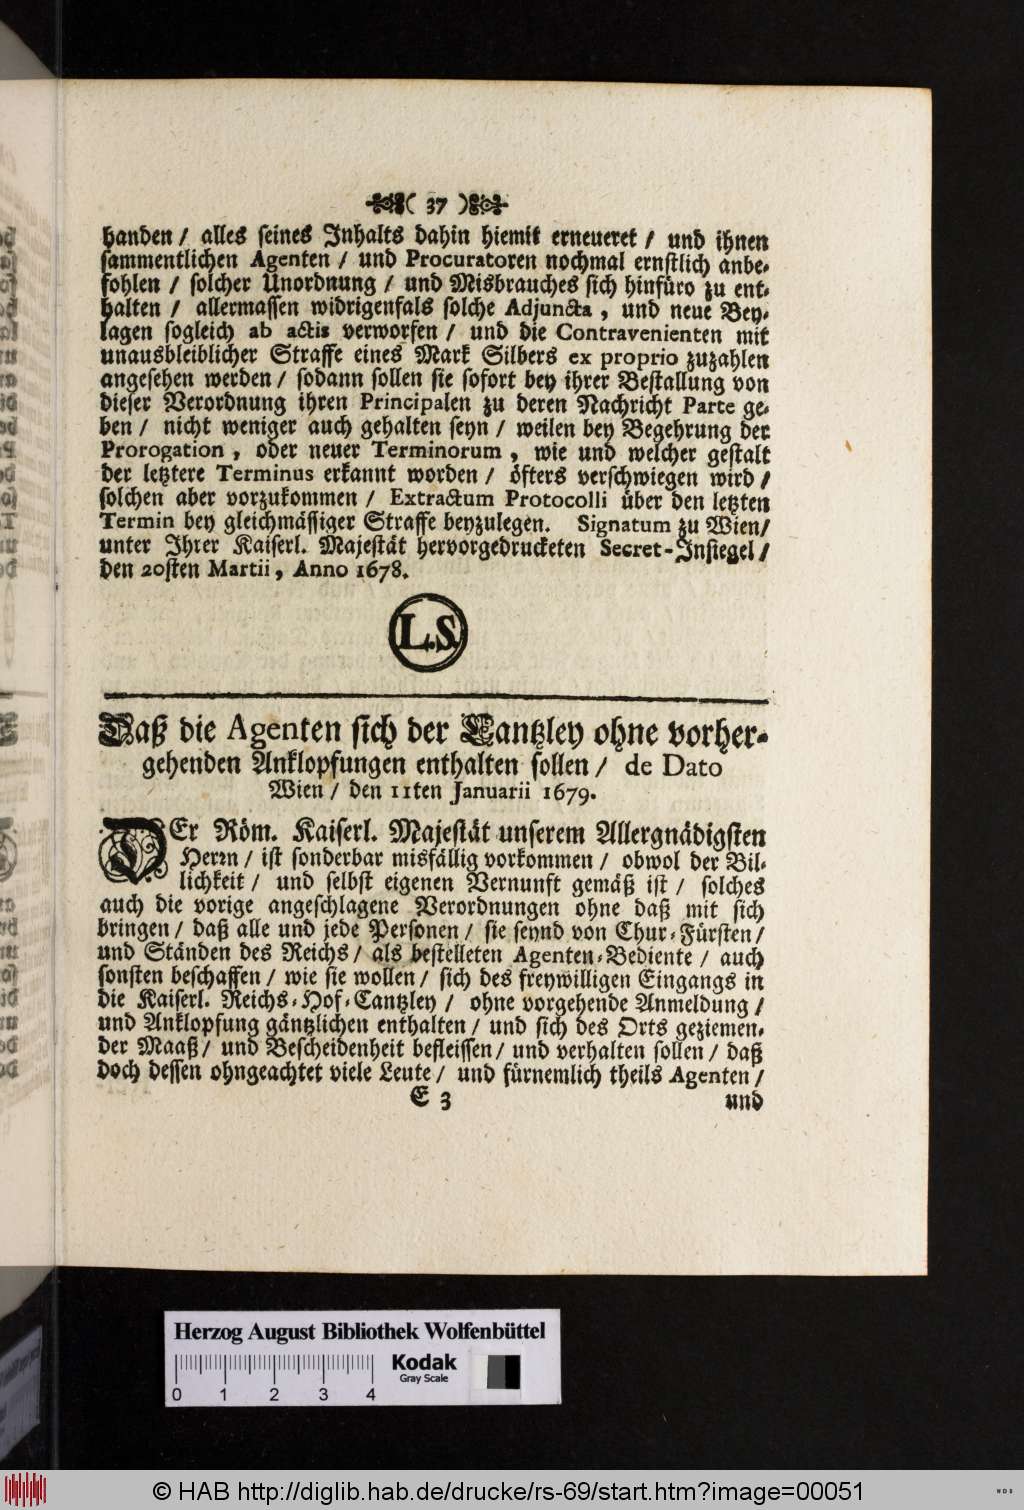 ( 37 )
handen / alles seines Inhalts dahin hiemit erneueret / und ihnen
sammentlichen Agenten / und Procuratoren nochmal ernstlich anbe-
fohlen / solcher Unordnung / und Misbrauches sich hinfüro zu ent-
halten / allermassen widrigenfals solche Adjuncta , und neue Bey-
lagen sogleich ab actis verworfen / und die Contravenienten mit
unausbleiblicher Straffe eines Mark Silbers ex proprio zuzahlen
angesehen werden / sodann sollen sie sofort bey ihrer Bestallung von
dieser Verordnung ihren Principalen zu deren Nachricht Parte ge-
ben / nicht weniger auch gehalten seyn / weilen bey Begehrung der
Prorogation , oder neuer Terminorum , wie und welcher gestalt
der letztere Terminus erkannt worden / öfters verschwiegen wird /
solchen aber vorzukommen / Extractum Protocolli über den letzten
Termin bey gleichmässiger Straffe beyzulegen. Signatum zu Wien /
unter Ihrer Kaiserl. Majestät hervorgedrucketen Secret-Insiegel /
den 20sten Martii , Anno 1678.
L.S.
Daß die Agenten sich der Cantzley ohne vorher-
gehenden Anklopfungen enthalten sollen / de Dato
Wien / den 11ten Januarii 1679.
DEr Röm. Kaiserl. Majestät unserem Allergnädigsten
Herrn / ist sonderbar misfällig vorkommen / obwol der Bil-
lichkeit / und selbst eigenen Vernunft gemäß ist / solches
auch die vorige angeschlagene Verordnungen ohne daß mit sich
bringen / daß alle und jede Personen / sie seynd von Chur-Fürsten /
und Ständen des Reichs / als bestelleten Agenten-Bediente / auch
sonsten beschaffen / wie sie wollen / sich des freywilligen Eingangs in
die Kaiserl. Reichs-Hof-Cantzley / ohne vorgehende Anmeldung /
und Anklopfung gäntzlichen enthalten / und sich des Orts geziemen-
der Maaß / und Bescheidenheit befleissen / und verhalten sollen / daß
doch dessen ohngeachtet viele Leute / und fürnemlich theils Agenten /
E 3 und
Herzog August Bibliothek Wolfenbüttel
Kodak
Gray Scale
0 1 2 3 4
© HAB http://diglib.hab.de/drucke/rs-69/start.htm?image=00051